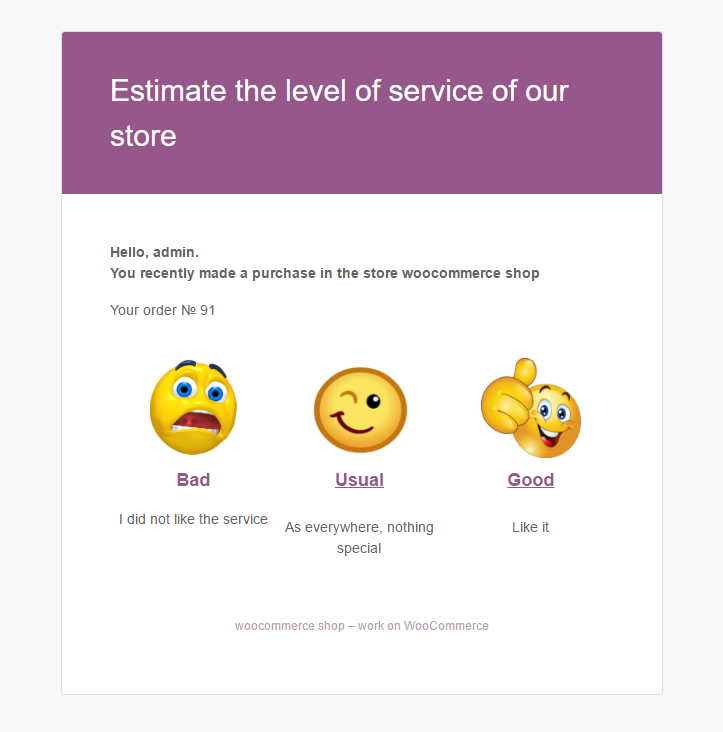 Estimate the level of service of our
store
Hello, admin.
You recently made a purchase in the store woocommerce shop
Your order № 91
Bad
Usual
Good
I did not like the service
As everywhere, nothing
special
Like it
woocommerce shop – work on WooCommerce